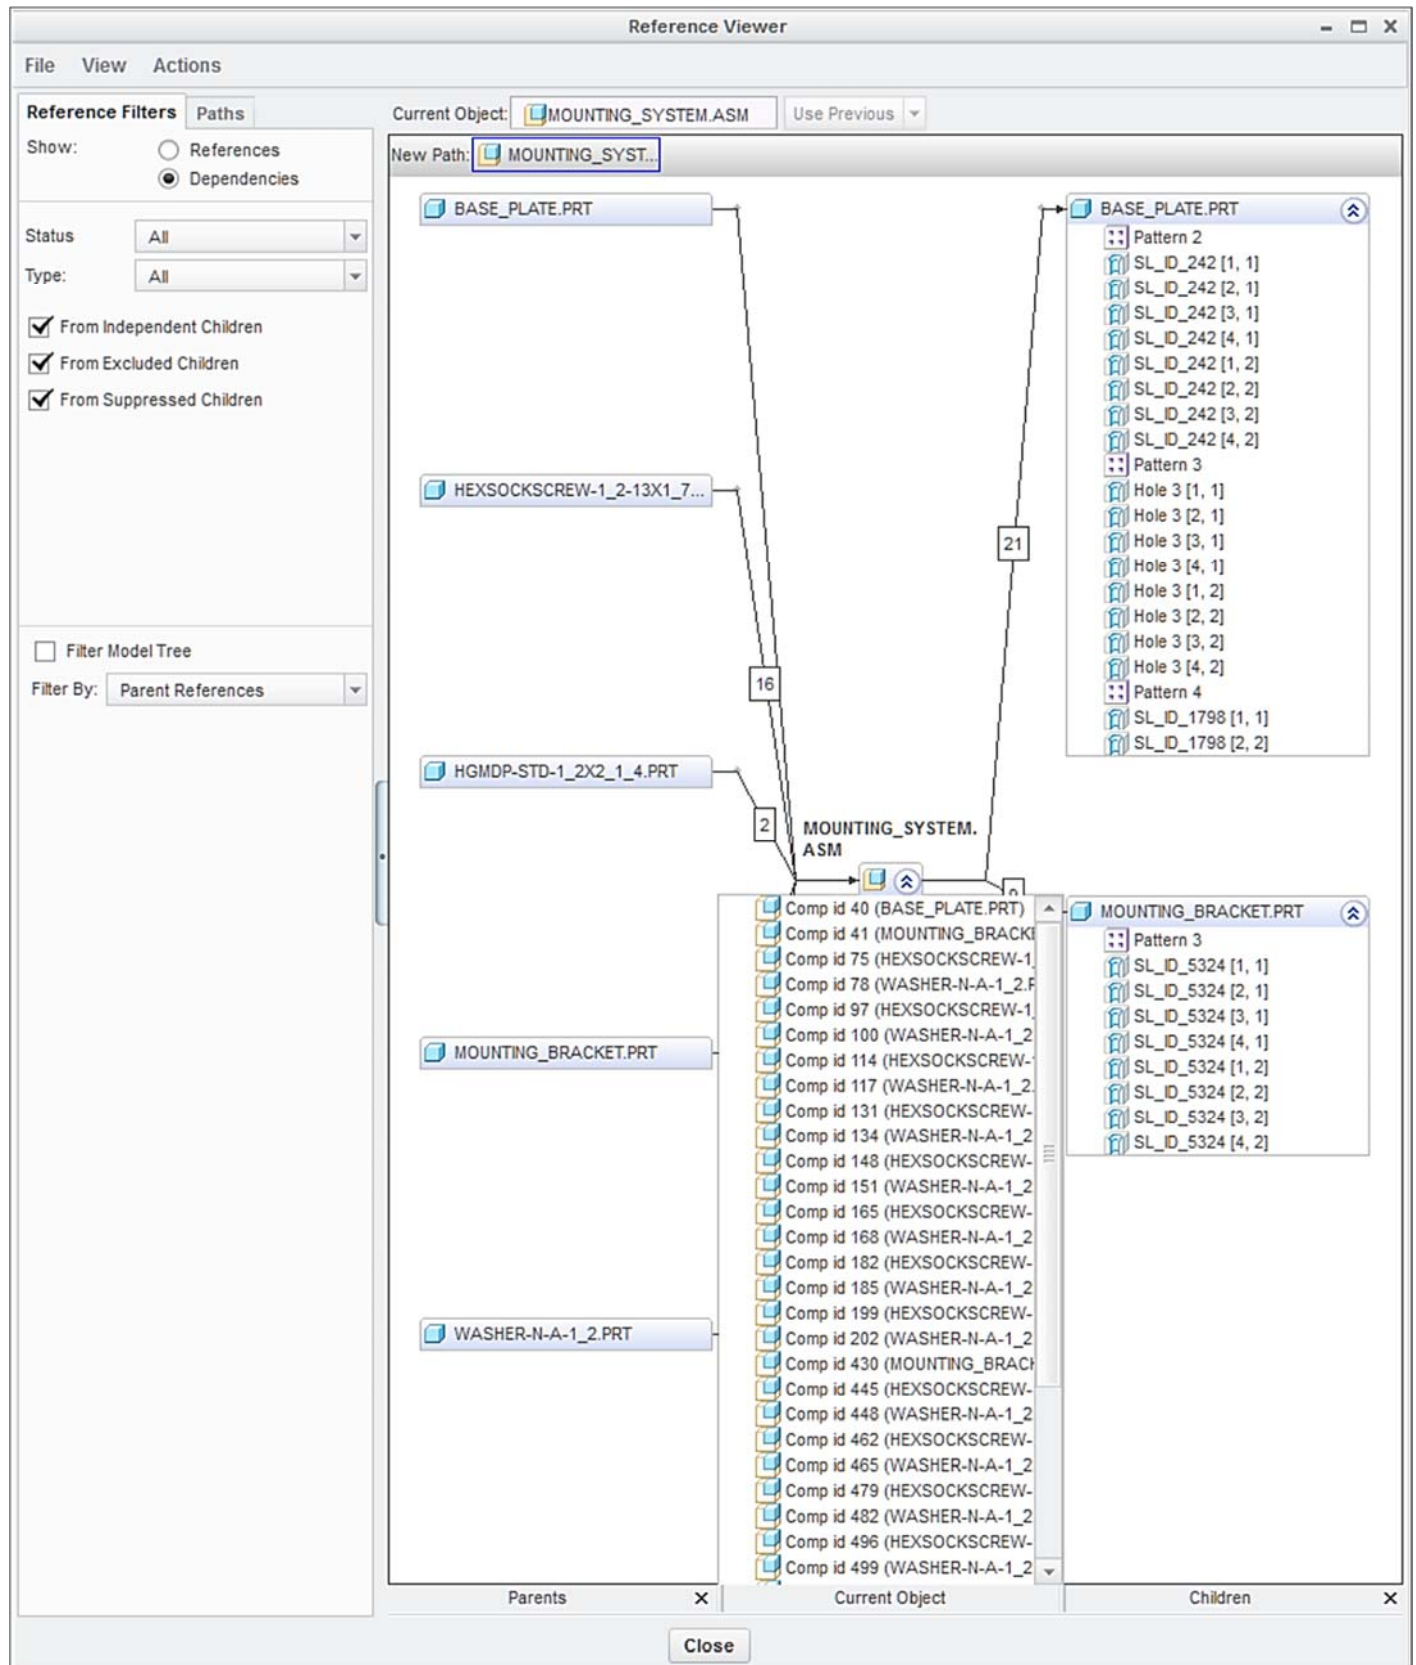 Reference Viewer
File View Actions
Reference Filters Paths
Show:
References
Dependencies
Status All
Type: All
From Independent Children
From Excluded Children
From Suppressed Children
Filter Model Tree
Filter By: Parent References
Current Object: MOUNTING_SYSTEM.ASM Use Previous
New Path: MOUNTING_SYST...
BASE_PLATE.PRT
HEXSOCKSCREW-1_2-13X1_7...
16
HGMDP-STD-1_2X2_1_4.PRT
2
MOUNTING_BRACKET.PRT
WASHER-N-A-1_2.PRT
MOUNTING_SYSTEM.
ASM
Comp id 40 (BASE_PLATE.PRT)
Comp id 41 (MOUNTING_BRACKE
Comp id 75 (HEXSOCKSCREW-1_
Comp id 78 (WASHER-N-A-1_2.P
Comp id 97 (HEXSOCKSCREW-1_
Comp id 100 (WASHER-N-A-1_2
Comp id 114 (HEXSOCKSCREW-1
Comp id 117 (WASHER-N-A-1_2.
Comp id 131 (HEXSOCKSCREW-
Comp id 134 (WASHER-N-A-1_2
Comp id 148 (HEXSOCKSCREW-
Comp id 151 (WASHER-N-A-1_2
Comp id 165 (HEXSOCKSCREW-
Comp id 168 (WASHER-N-A-1_2
Comp id 182 (HEXSOCKSCREW-
Comp id 185 (WASHER-N-A-1_2
Comp id 199 (HEXSOCKSCREW-
Comp id 202 (WASHER-N-A-1_2
Comp id 430 (MOUNTING_BRACK
Comp id 445 (HEXSOCKSCREW-
Comp id 448 (WASHER-N-A-1_2
Comp id 462 (HEXSOCKSCREW-
Comp id 465 (WASHER-N-A-1_2
Comp id 479 (HEXSOCKSCREW-
Comp id 482 (WASHER-N-A-1_2
Comp id 496 (HEXSOCKSCREW-
Comp id 499 (WASHER-N-A-1_2
21
BASE_PLATE.PRT
Pattern 2
SL_ID_242 [1, 1]
SL_ID_242 [2, 1]
SL_ID_242 [3, 1]
SL_ID_242 [4, 1]
SL_ID_242 [1, 2]
SL_ID_242 [2, 2]
SL_ID_242 [3, 2]
SL_ID_242 [4, 2]
Pattern 3
Hole 3 [1, 1]
Hole 3 [2, 1]
Hole 3 [3, 1]
Hole 3 [4, 1]
Hole 3 [1, 2]
Hole 3 [2, 2]
Hole 3 [3, 2]
Hole 3 [4, 2]
Pattern 4
SL_ID_1798 [1, 1]
SL_ID_1798 [2, 2]
MOUNTING_BRACKET.PRT
Pattern 3
SL_ID_5324 [1, 1]
SL_ID_5324 [2, 1]
SL_ID_5324 [3, 1]
SL_ID_5324 [4, 1]
SL_ID_5324 [1, 2]
SL_ID_5324 [2, 2]
SL_ID_5324 [3, 2]
SL_ID_5324 [4, 2]
Parents Current Object Children
Close